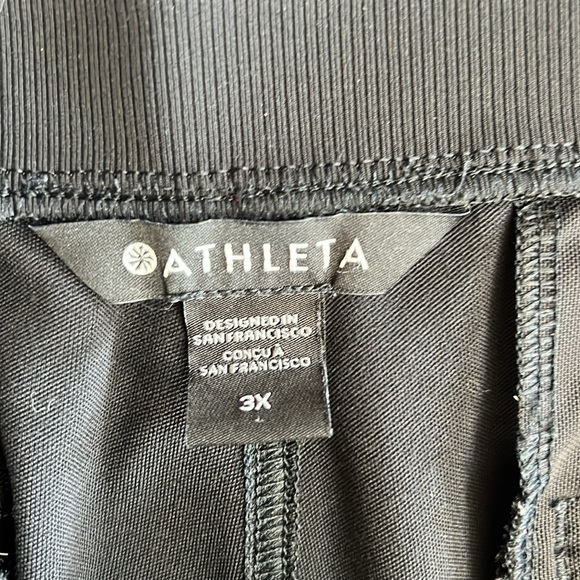 ATHLETA
DESIGNED IN
SAN FRANCISCO
CONÇU À
SAN FRANCISCO
3X